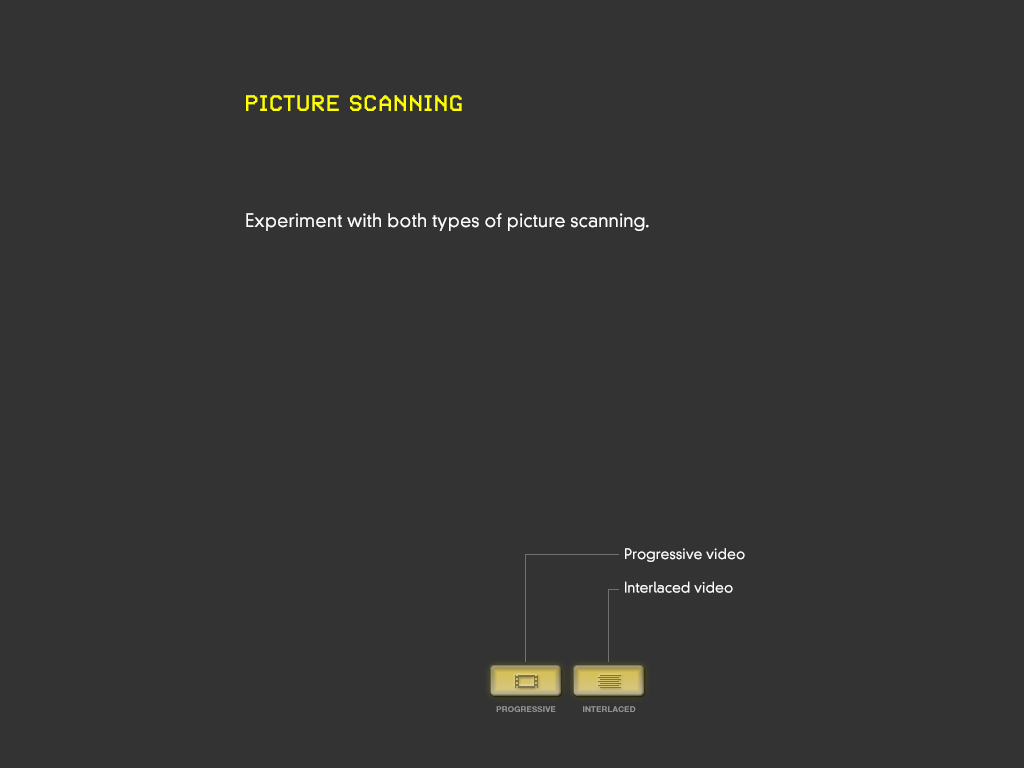 PICTURE SCANNING
Experiment with both types of picture scanning.
Progressive video
Interlaced video
PROGRESSIVE
INTERLACED